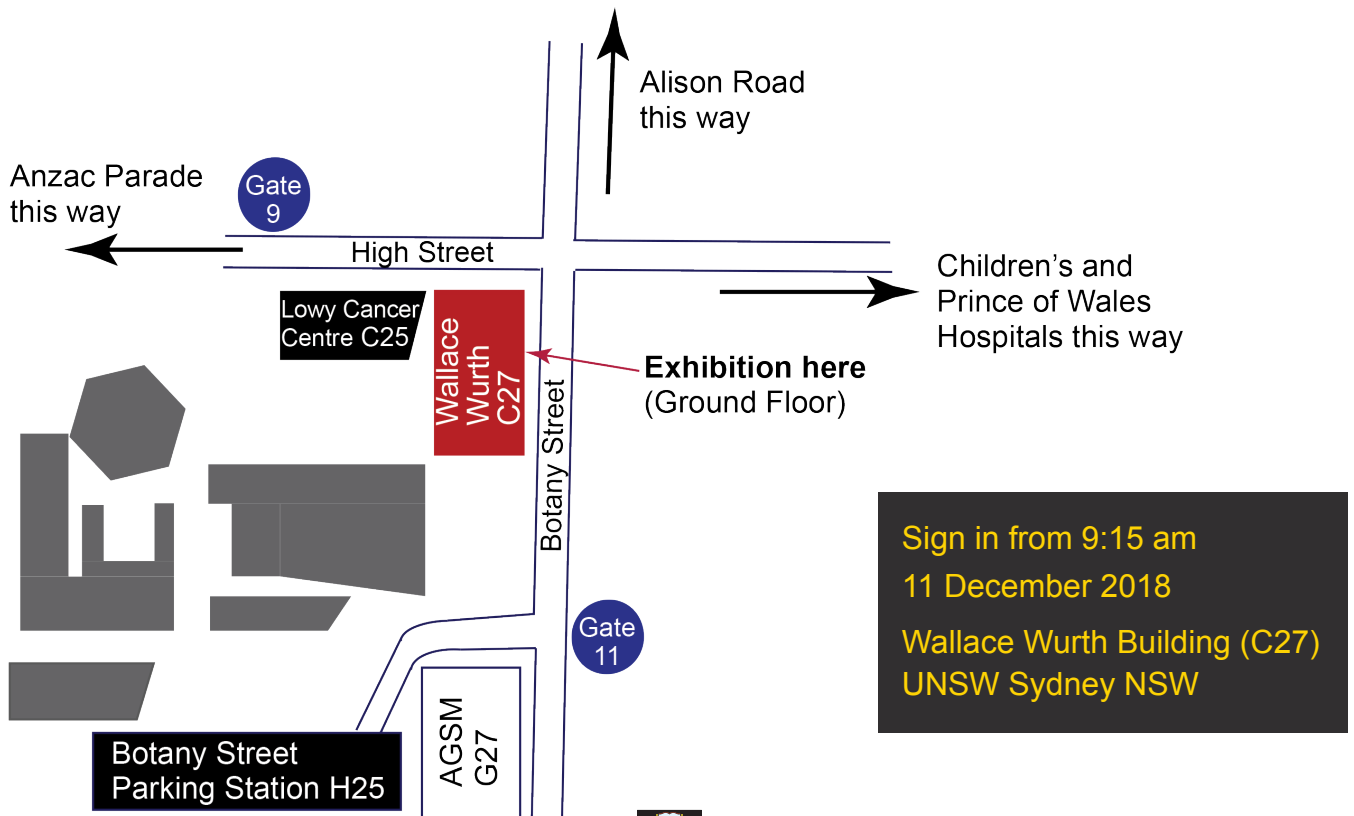 Alison Road
this way
Anzac Parade
this way
Gate
9
High Street
Children’s and
Prince of Wales
Hospitals this way
Lowy Cancer
Centre C25
Wallace
Wurth
C27
Exhibition here
(Ground Floor)
Botany Street
Sign in from 9:15 am
11 December 2018
Wallace Wurth Building (C27)
UNSW Sydney NSW
Gate
11
AGSM
G27
Botany Street
Parking Station H25